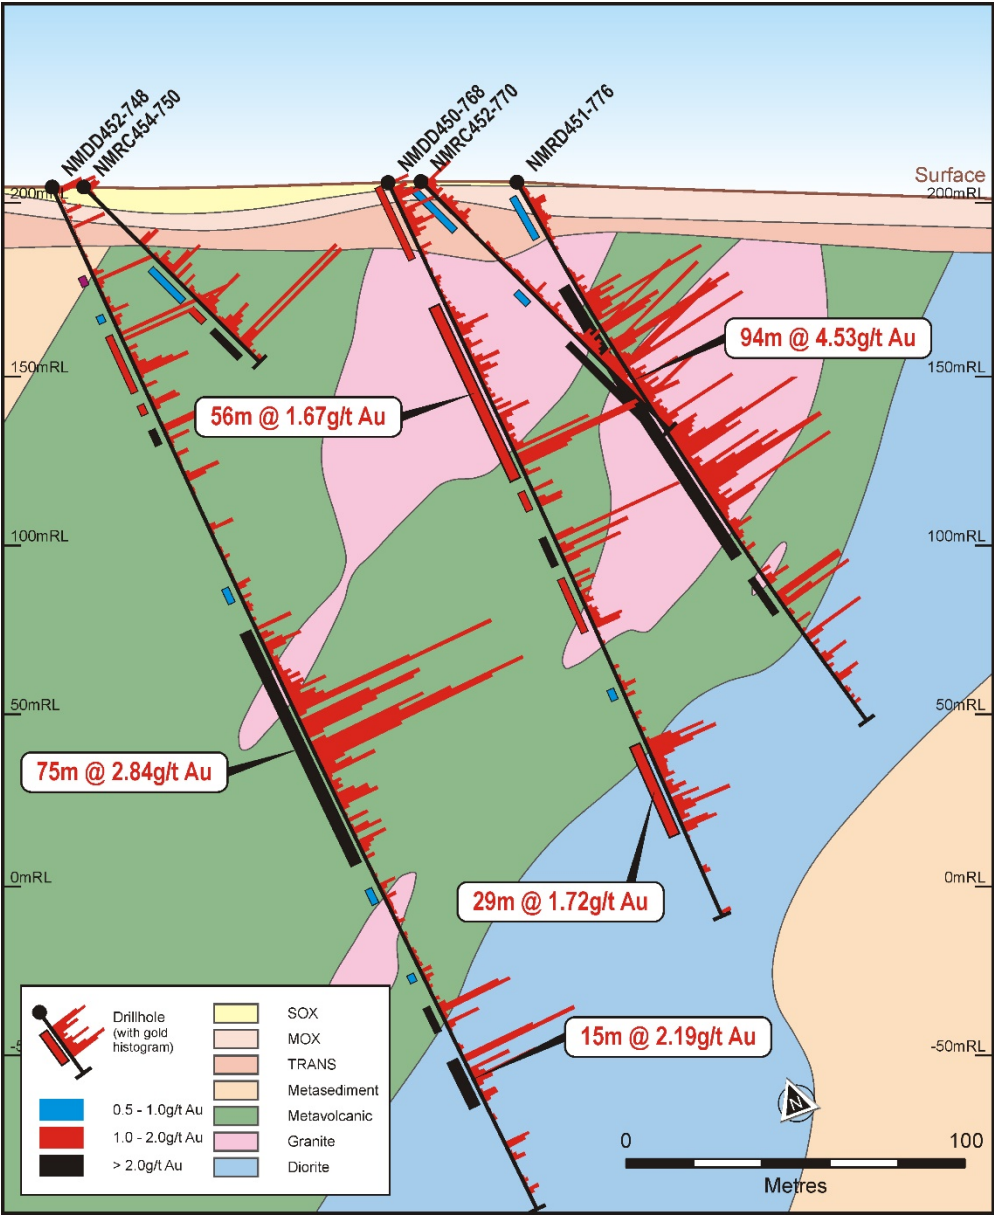 NMDD452-748
NMRC454-750
NMDD450-768
NMRC452-770
NMRD451-776
Surface
200mRL
200mRL
94m @ 4.53g/t Au
150mRL
150mRL
56m @ 1.67g/t Au
100mRL
100mRL
50mRL
50mRL
75m @ 2.84g/t Au
0mRL
0mRL
29m @ 1.72g/t Au
15m @ 2.19g/t Au
-5
-50mRL
Drillhole
(with gold
histogram)
0.5 - 1.0g/t Au
1.0 - 2.0g/t Au
> 2.0g/t Au
SOX
MOX
TRANS
Metasediment
Metavolcanic
Granite
Diorite
N
0
100
Metres